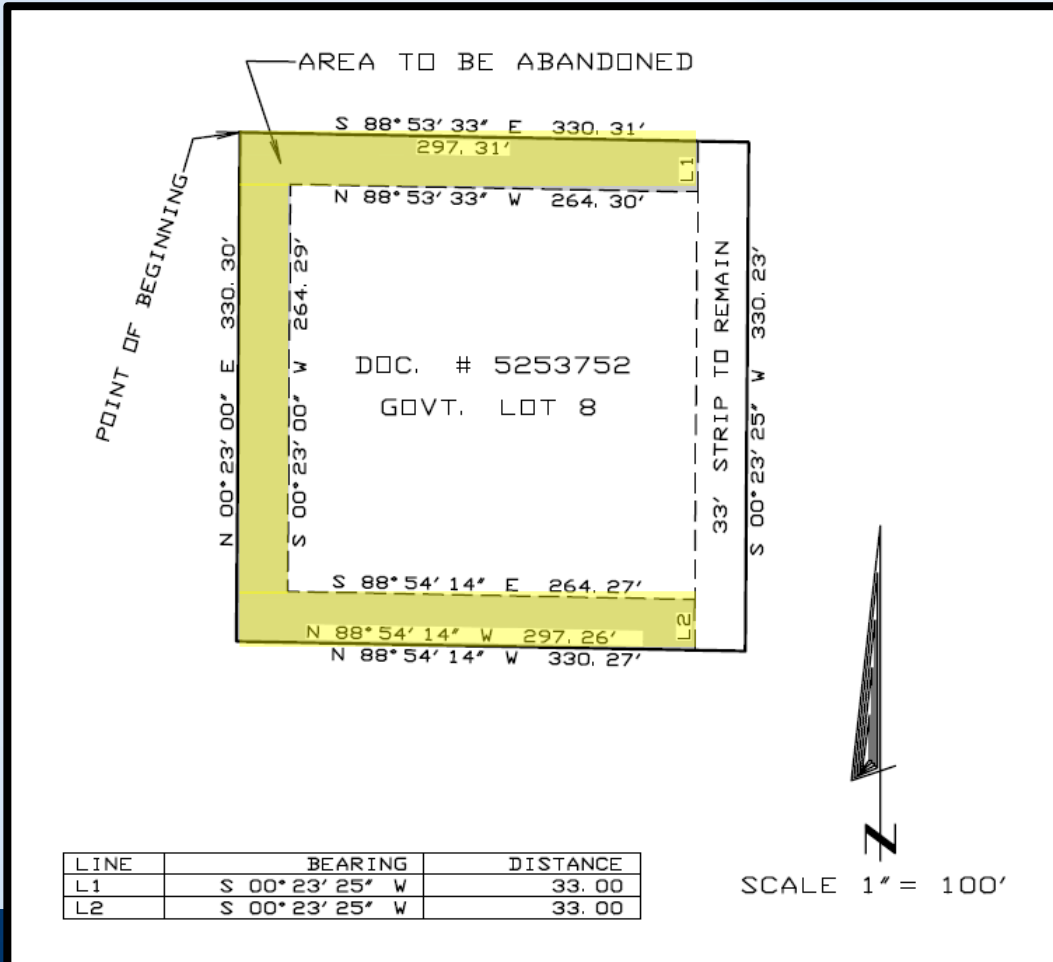 AREA TO BE ABANDONED
S 88° 53' 33" E 330.31'
297.31'
L1
N 88° 53' 33" W 264.30'
POINT OF BEGINNING
N 00° 23' 00" E 330.30'
S 00° 23' 00" W 264.29'
DOC. # 5253752
GOVT. LOT 8
33' STRIP TO REMAIN
S 00° 23' 25" W 330.23'
S 88° 54' 14" E 264.27'
L2
N 88° 54' 14" W 297.26'
N 88° 54' 14" W 330.27'
N
SCALE 1" = 100'
LINE BEARING DISTANCE
L1 S 00° 23' 25" W 33.00
L2 S 00° 23' 25" W 33.00